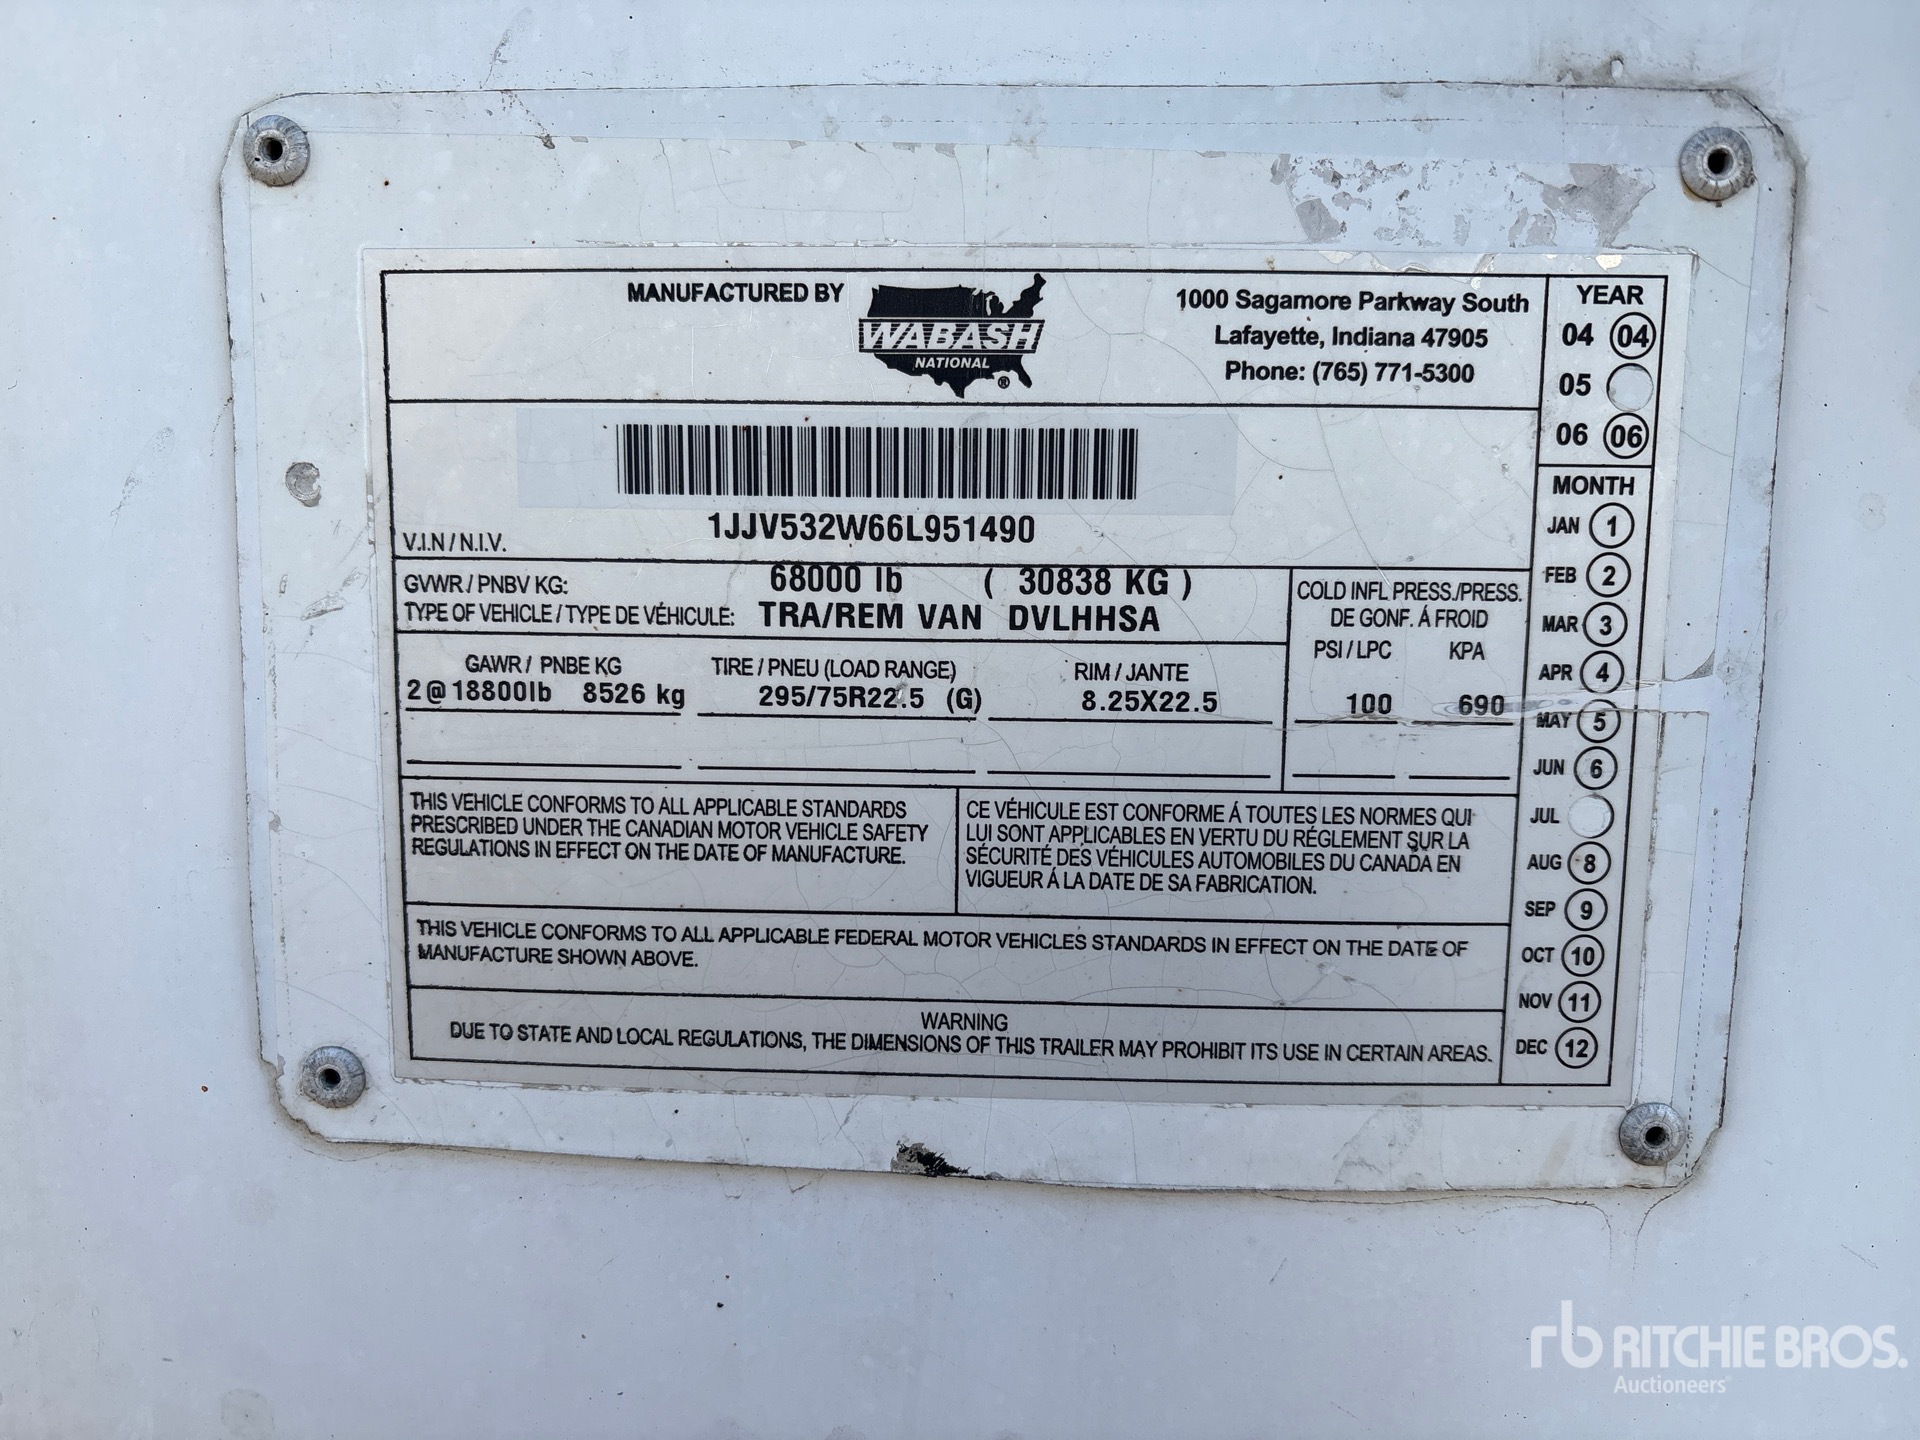 MANUFACTURED BY
WABASH
NATIONAL
®
1000 Sagamore Parkway South
Lafayette, Indiana 47905
Phone: (765) 771-5300
YEAR
04 04
05
06 06
1JJV532W66L951490
V.I.N / N.I.V.
GVWR / PNBV KG: 68000 lb ( 30838 KG )
TYPE OF VEHICLE / TYPE DE VÉHICULE: TRA/REM VAN DVLHHSA
COLD INFL PRESS./PRESS.
DE GONF. Á FROID
PSI / LPC KPA
100 690
GAWR / PNBE KG TIRE / PNEU (LOAD RANGE) RIM / JANTE
2@18800lb 8526 kg 295/75R22.5 (G) 8.25X22.5
THIS VEHICLE CONFORMS TO ALL APPLICABLE STANDARDS
PRESCRIBED UNDER THE CANADIAN MOTOR VEHICLE SAFETY
REGULATIONS IN EFFECT ON THE DATE OF MANUFACTURE.
CE VÉHICULE EST CONFORME Á TOUTES LES NORMES QUI
LUI SONT APPLICABLES EN VERTU DU RÉGLEMENT SUR LA
SÉCURITÉ DES VÉHICULES AUTOMOBILES DU CANADA EN
VIGUEUR Á LA DATE DE SA FABRICATION.
THIS VEHICLE CONFORMS TO ALL APPLICABLE FEDERAL MOTOR VEHICLES STANDARDS IN EFFECT ON THE DATE OF
MANUFACTURE SHOWN ABOVE.
WARNING
DUE TO STATE AND LOCAL REGULATIONS, THE DIMENSIONS OF THIS TRAILER MAY PROHIBIT ITS USE IN CERTAIN AREAS.
MONTH
JAN 1
FEB 2
MAR 3
APR 4
MAY 5
JUN 6
JUL
AUG 8
SEP 9
OCT 10
NOV 11
DEC 12
rb RITCHIE BROS.
Auctioneers